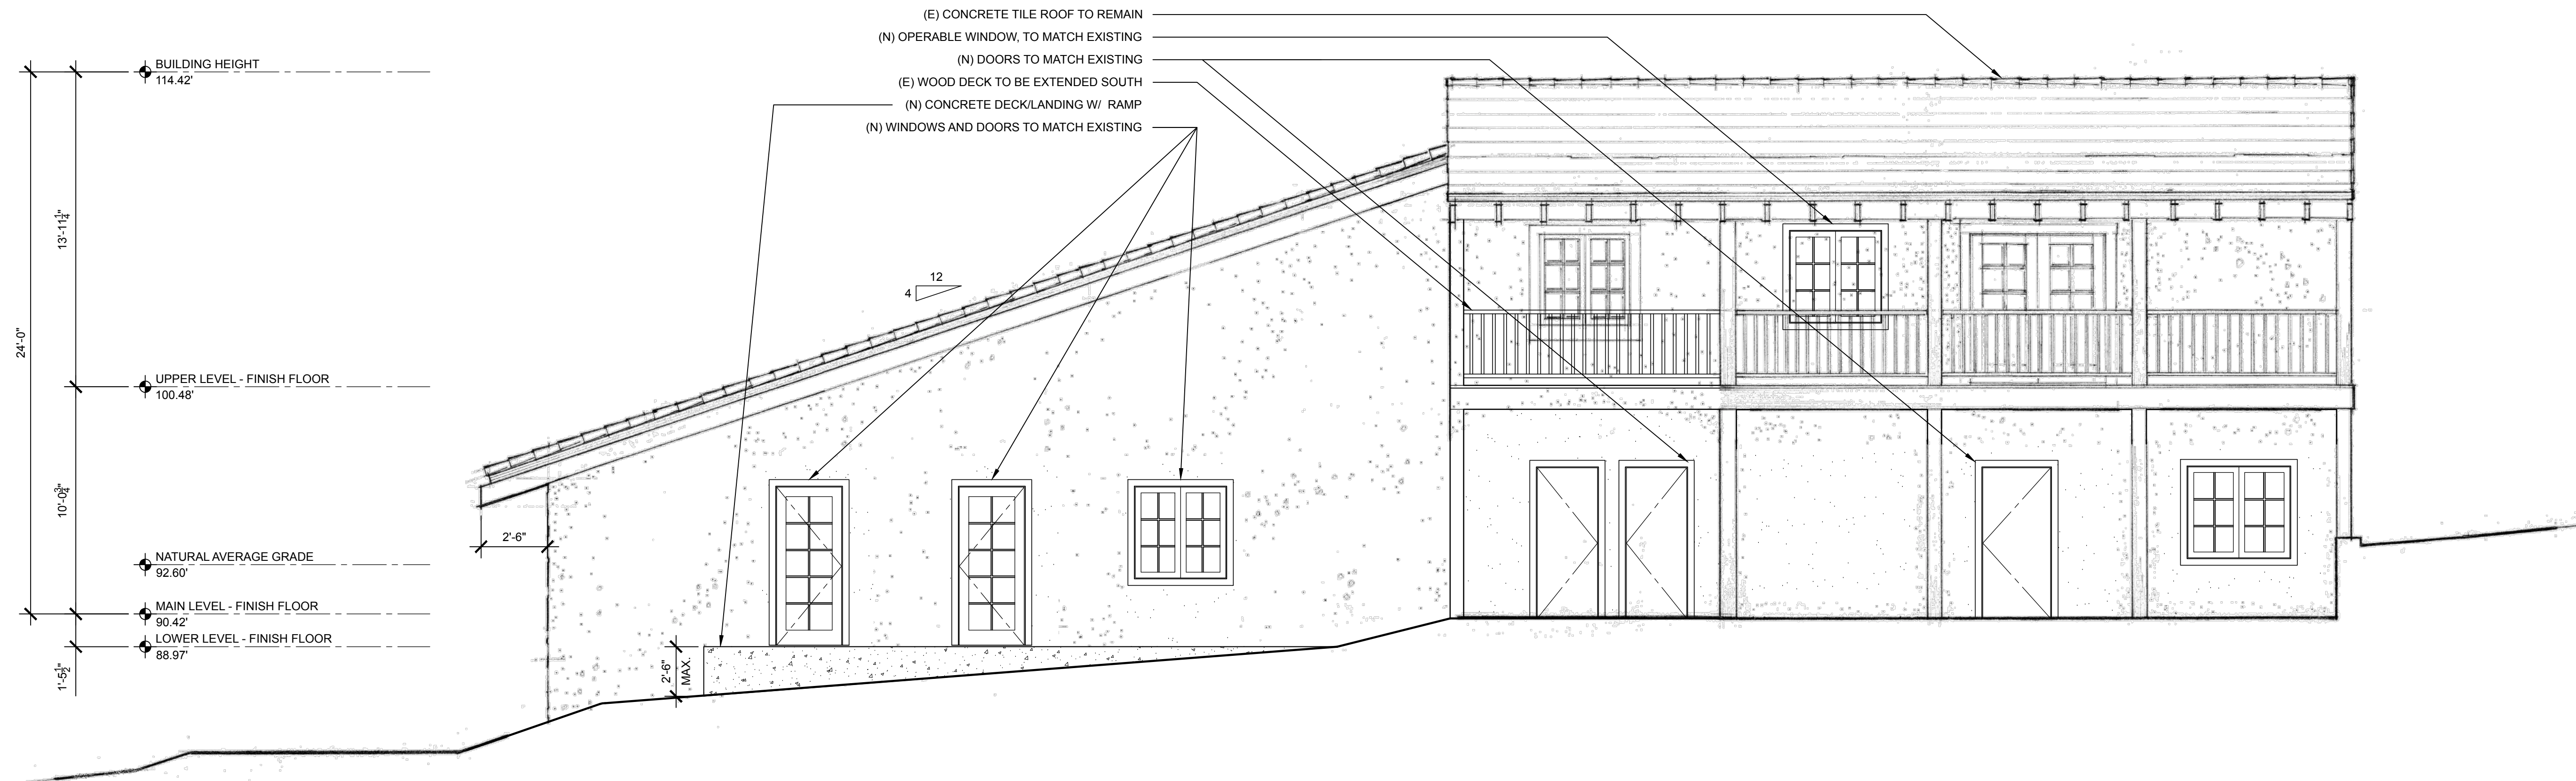 (E) CONCRETE TILE ROOF TO REMAIN
(N) OPERABLE WINDOW, TO MATCH EXISTING
(N) DOORS TO MATCH EXISTING
(E) WOOD DECK TO BE EXTENDED SOUTH
(N) CONCRETE DECK/LANDING W/ RAMP
(N) WINDOWS AND DOORS TO MATCH EXISTING
BUILDING HEIGHT
114.42'
13'-11¼"
24'-0"
12
4
UPPER LEVEL - FINISH FLOOR
100.48'
10'-0¾"
2'-6"
NATURAL AVERAGE GRADE
92.60'
MAIN LEVEL - FINISH FLOOR
90.42'
LOWER LEVEL - FINISH FLOOR
88.97'
1'-5½"
2'-6"
MAX.